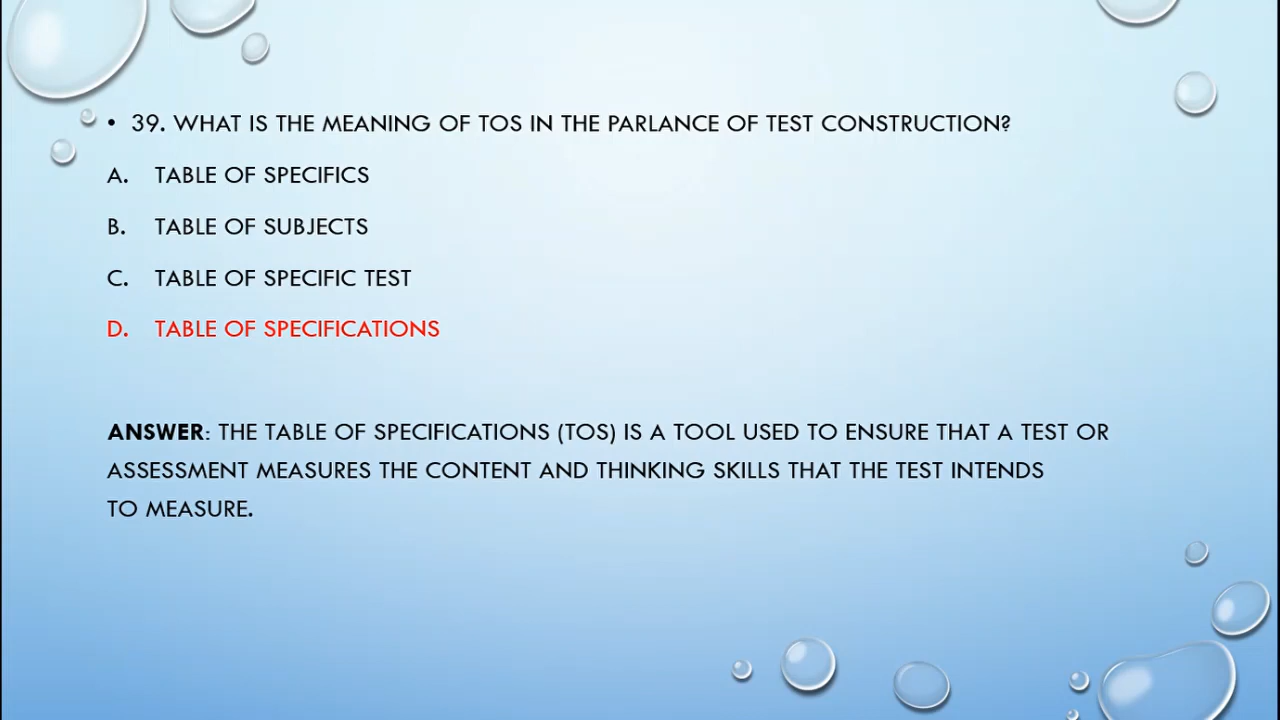 • 39. WHAT IS THE MEANING OF TOS IN THE PARLANCE OF TEST CONSTRUCTION?
A. TABLE OF SPECIFICS
B. TABLE OF SUBJECTS
C. TABLE OF SPECIFIC TEST
D. TABLE OF SPECIFICATIONS
ANSWER: THE TABLE OF SPECIFICATIONS (TOS) IS A TOOL USED TO ENSURE THAT A TEST OR
ASSESSMENT MEASURES THE CONTENT AND THINKING SKILLS THAT THE TEST INTENDS
TO MEASURE.